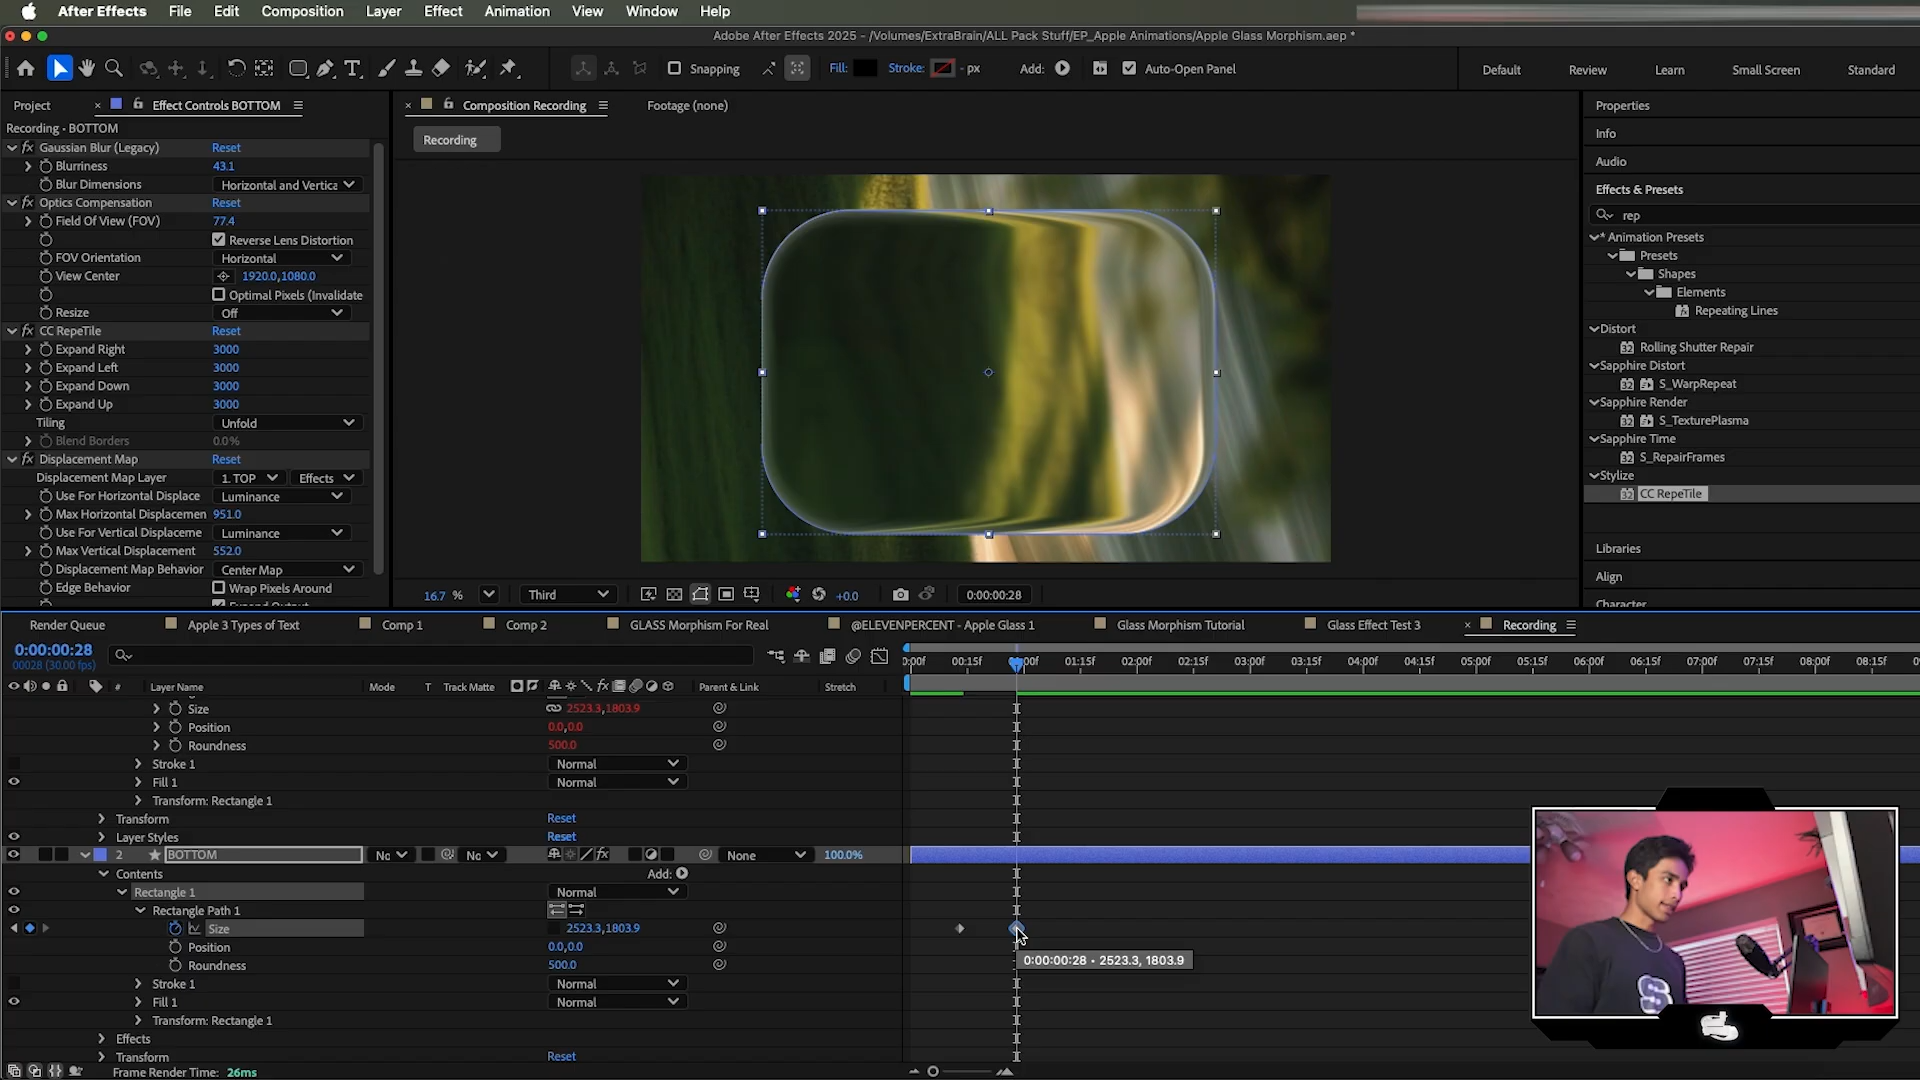 After Effects File Edit Composition Layer Effect Animation View Window Help
Adobe After Effects 2025 - /Volumes/ExtraBrain/ALL Pack Stuff/EP_Apple Animations/Apple Glass Morphism.aep *
Snapping Fill: Stroke: - px Add: Auto-Open Panel Default Review Learn Small Screen Standard
Project × Effect Controls BOTTOM
Recording • BOTTOM
fx Gaussian Blur (Legacy) Reset
Blurriness 43.1
Blur Dimensions Horizontal and Vertica
fx Optics Compensation Reset
Field Of View (FOV) 77.4
Reverse Lens Distortion
FOV Orientation Horizontal
View Center 1920.0,1080.0
Optimal Pixels (Invalidate
Resize Off
fx CC RepeTile Reset
Expand Right 3000
Expand Left 3000
Expand Down 3000
Expand Up 3000
Tiling Unfold
Blend Borders 0.0%
fx Displacement Map Reset
Displacement Map Layer 1. TOP Effects
Use For Horizontal Displace Luminance
Max Horizontal Displacemen 951.0
Use For Vertical Displaceme Luminance
Max Vertical Displacement 552.0
Displacement Map Behavior Center Map
Edge Behavior Wrap Pixels Around
Expand Output
× Composition Recording Footage (none)
Recording
16.7 % Third +0.0 0:00:00:28
Properties
Info
Audio
Effects & Presets
rep
* Animation Presets
Presets
Shapes
Elements
Repeating Lines
Distort
32 Rolling Shutter Repair
Sapphire Distort
32 S_WarpRepeat
Sapphire Render
32 S_TexturePlasma
Sapphire Time
32 S_RepairFrames
Stylize
32 CC RepeTile
Libraries
Align
Character
Render Queue Apple 3 Types of Text Comp 1 Comp 2 GLASS Morphism For Real @ELEVENPERCENT - Apple Glass 1 Glass Morphism Tutorial Glass Effect Test 3 × Recording
0:00:00:28
00028 (30.00 fps)
00:15f 01:15f 02:00f 02:15f 03:00f 03:15f 04:00f 04:15f 05:00f 05:15f 06:00f 06:15f 07:00f 07:15f 08:00f 08:15f
# Layer Name Mode T Track Matte fx Parent & Link Stretch
Size 2523.3,1803.9
Position 0.0,0.0
Roundness 500.0
Stroke 1 Normal
Fill 1 Normal
Transform: Rectangle 1
Transform Reset
Layer Styles Reset
2 BOTTOM Nc Nc fx None 100.0%
Contents Add:
Rectangle 1 Normal
Rectangle Path 1
Size 2523.3,1803.9
Position 0.0,0.0
0:00:00:28 • 2523.3, 1803.9
Roundness 500.0
Stroke 1 Normal
Fill 1 Normal
Transform: Rectangle 1
Effects
Transform Reset
Frame Render Time: 26ms